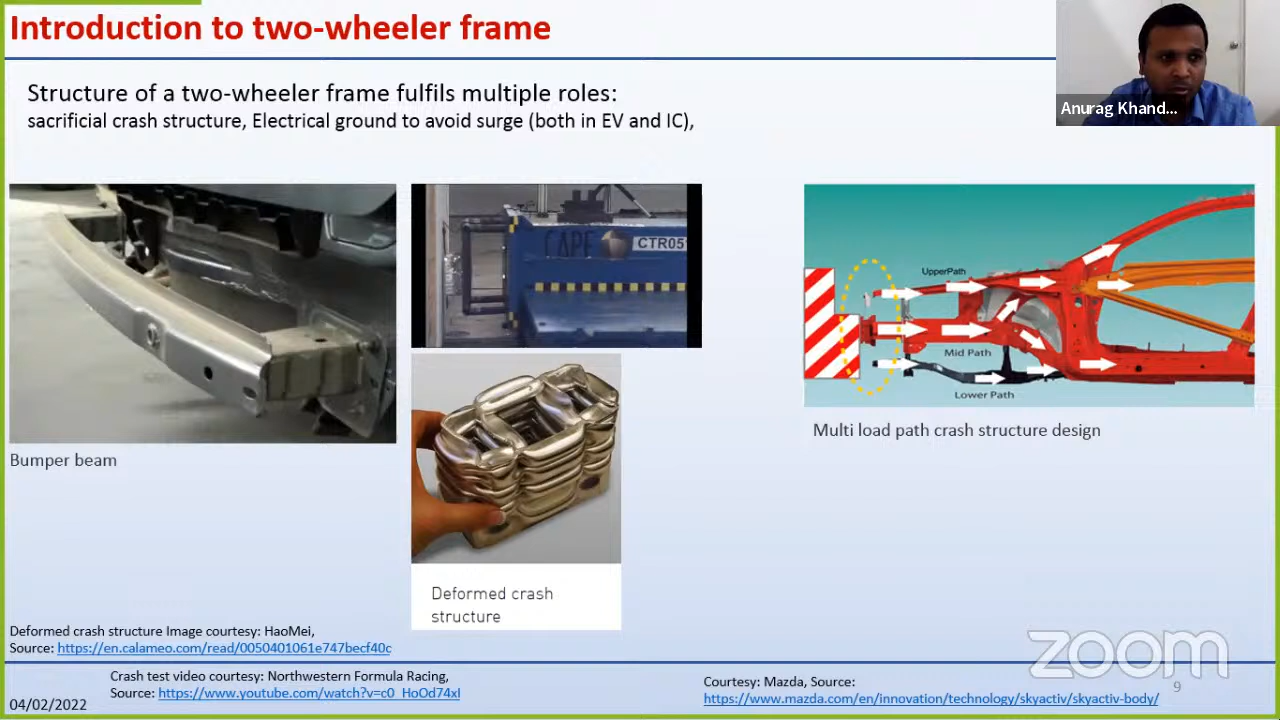 Introduction to two-wheeler frame
Anurag Khand...
Structure of a two-wheeler frame fulfils multiple roles:
sacrificial crash structure, Electrical ground to avoid surge (both in EV and IC),
CAPE
CTR05
UpperPath
Mid Path
Lower Path
Multi load path crash structure design
Bumper beam
Deformed crash
structure
Deformed crash structure Image courtesy: HaoMei,
Source: https://en.calameo.com/read/0050401061e747becf40c
zoom
Crash test video courtesy: Northwestern Formula Racing,
Source: https://www.youtube.com/watch?v=c0_HoOd74xI
Courtesy: Mazda, Source:
https://www.mazda.com/en/innovation/technology/skyactiv/skyactiv-body/
9
04/02/2022